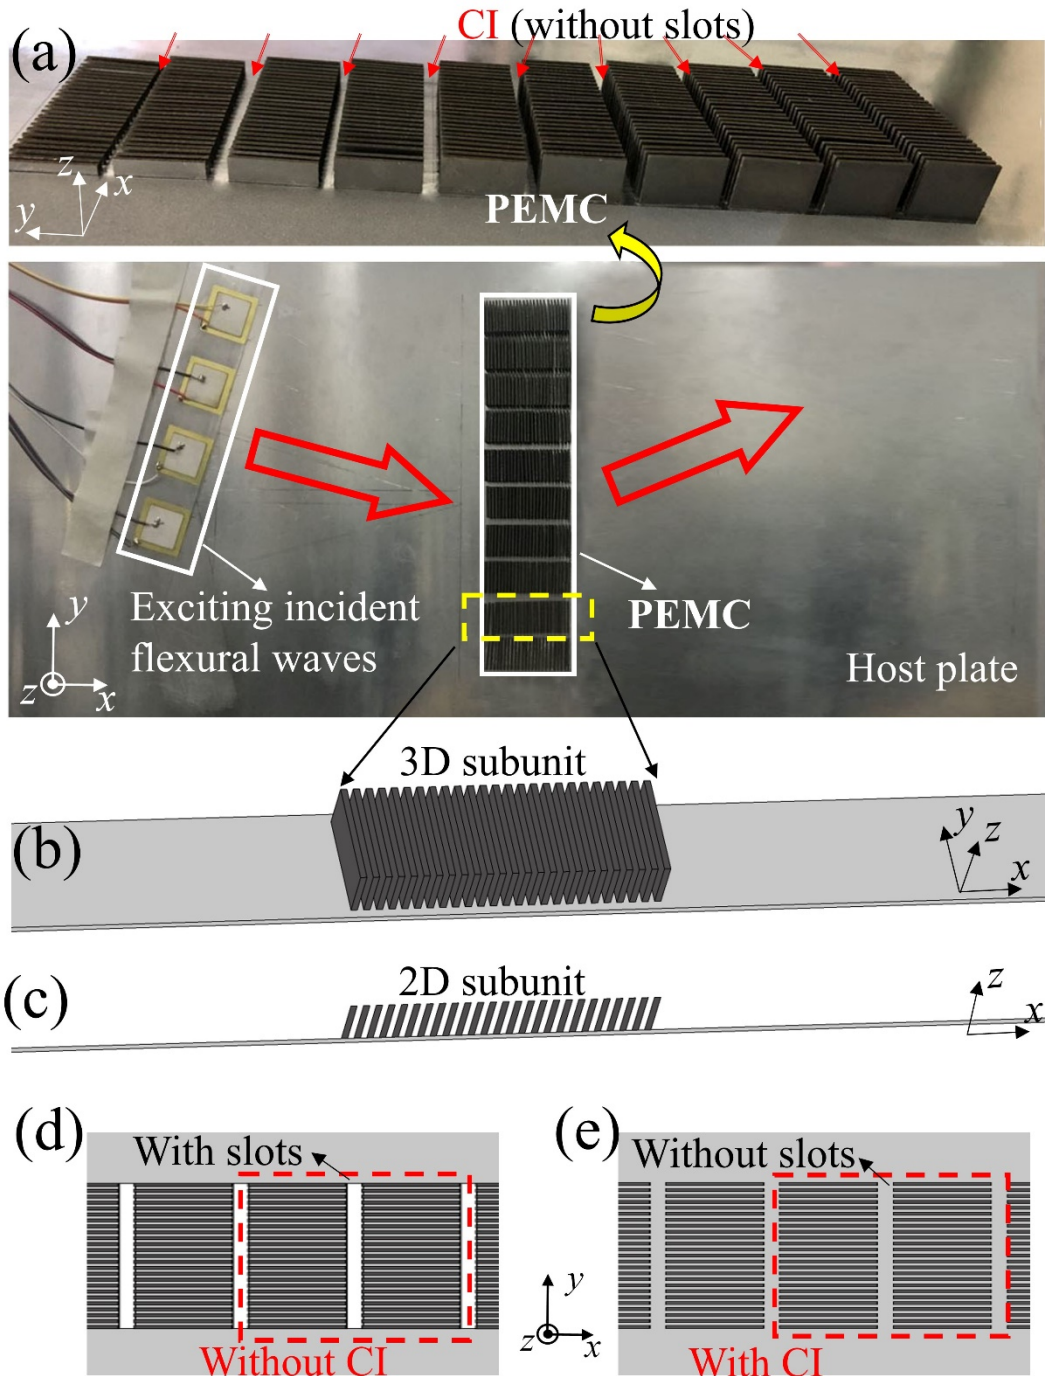 (a)
CI (without slots)
z
x
y
PEMC
Exciting incident
flexural waves
PEMC
Host plate
y
z
x
3D subunit
(b)
y
z
x
2D subunit
(c)
z
x
(d)
With slots
Without CI
(e)
Without slots
With CI
y
z
x